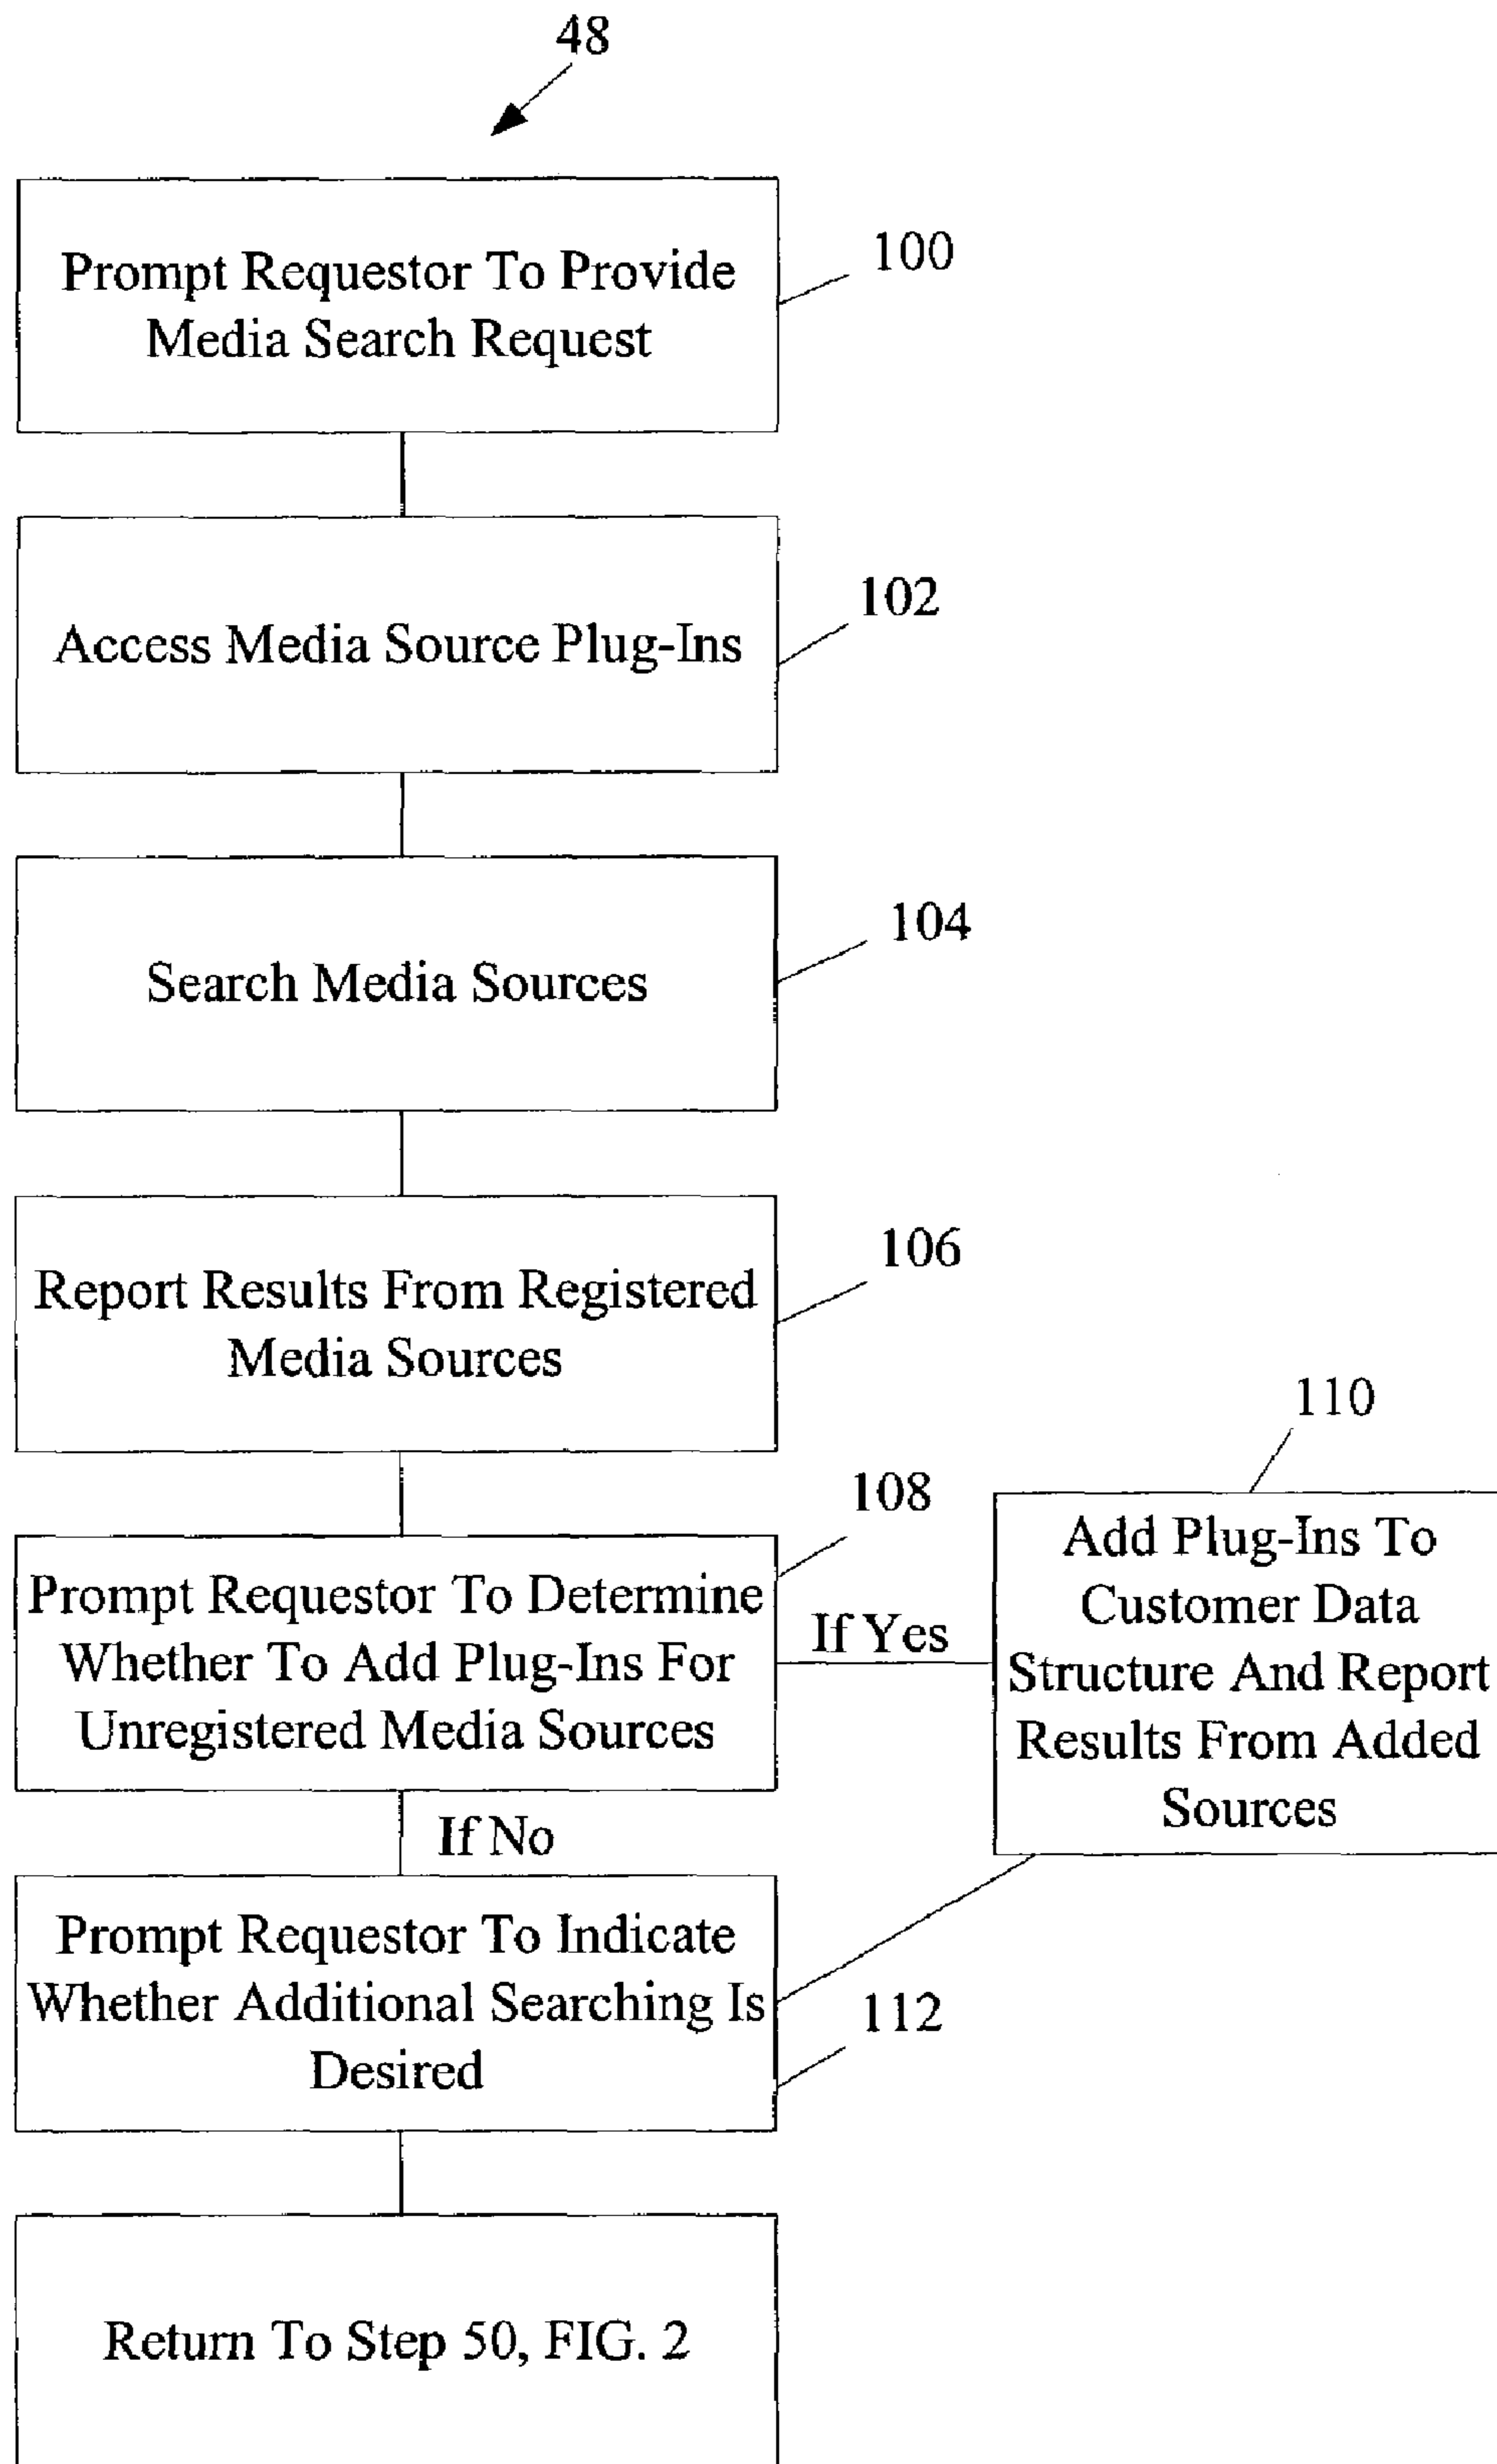 48
Prompt Requestor To Provide
Media Search Request
100
Access Media Source Plug-Ins
102
Search Media Sources
104
Report Results From Registered
Media Sources
106
Prompt Requestor To Determine
Whether To Add Plug-Ins For
Unregistered Media Sources
108
If Yes
110
Add Plug-Ins To
Customer Data
Structure And Report
Results From Added
Sources
If No
Prompt Requestor To Indicate
Whether Additional Searching Is
Desired
112
Return To Step 50, FIG. 2